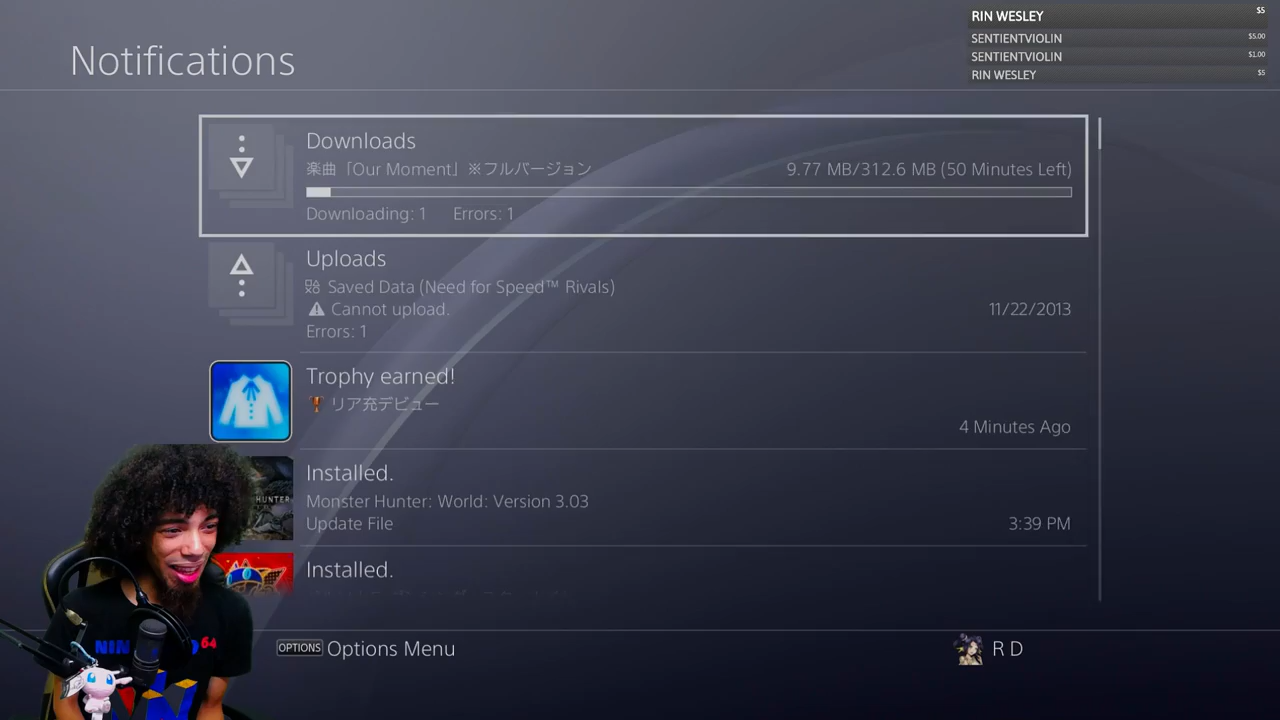 Notifications
RIN WESLEY $5
SENTIENTVIOLIN $5.00
SENTIENTVIOLIN $1.00
RIN WESLEY $5
Downloads
楽曲「Our Moment」※フルバージョン 9.77 MB/312.6 MB (50 Minutes Left)
Downloading: 1 Errors: 1
Uploads
Saved Data (Need for Speed™ Rivals)
Cannot upload. 11/22/2013
Errors: 1
Trophy earned!
リア充デビュー
4 Minutes Ago
HUNTER
Installed.
Monster Hunter: World: Version 3.03
Update File 3:39 PM
Installed.
64
OPTIONS Options Menu
R D